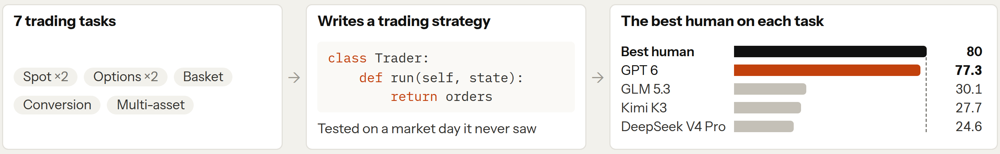 7 trading tasks
Spot ×2 Options ×2 Basket
Conversion Multi-asset
→
Writes a trading strategy
class Trader:
def run(self, state):
return orders
Tested on a market day it never saw
→
The best human on each task
Best human 80
GPT 6 77.3
GLM 5.3 30.1
Kimi K3 27.7
DeepSeek V4 Pro 24.6